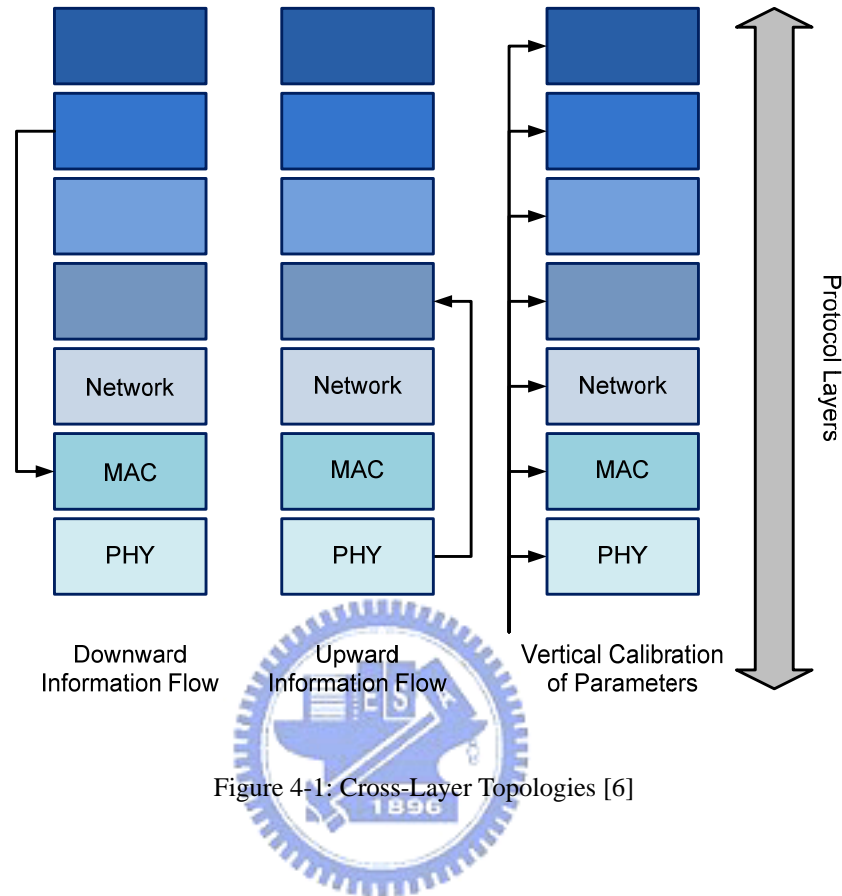 Network
MAC
PHY
Downward
Information Flow
Network
MAC
PHY
Upward
Information Flow
Network
MAC
PHY
Vertical Calibration
of Parameters
Protocol Layers
ES
1896
Figure 4-1: Cross-Layer Topologies [6]